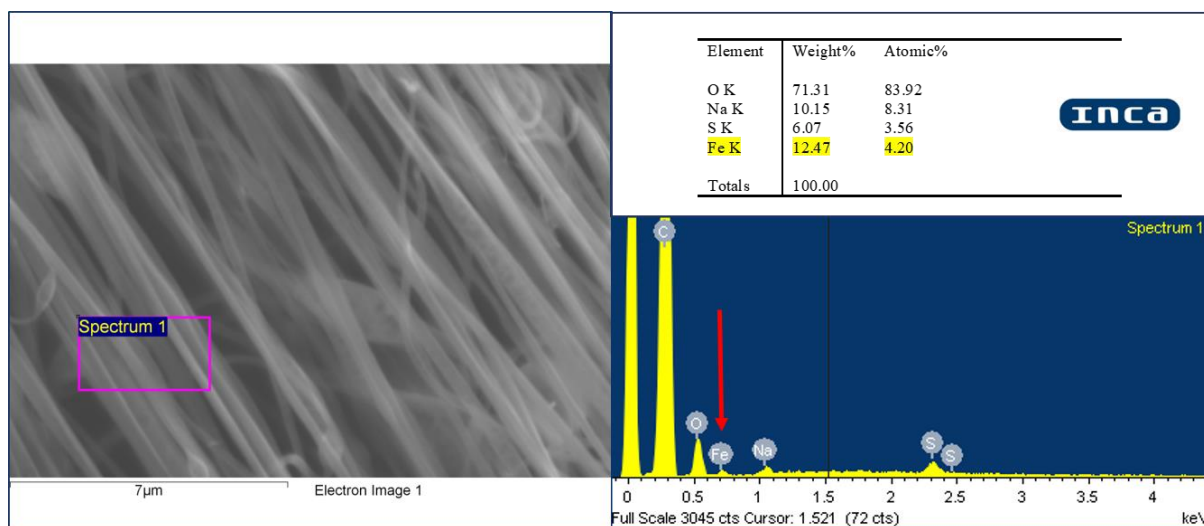 Spectrum 1
7µm Electron Image 1
Element Weight% Atomic%
O K 71.31 83.92
Na K 10.15 8.31
S K 6.07 3.56
Fe K 12.47 4.20
Totals 100.00
INCA
Spectrum 1
C
O
Fe
Na
S
S
0 0.5 1 1.5 2 2.5 3 3.5 4
Full Scale 3045 cts Cursor: 1.521 (72 cts) keV